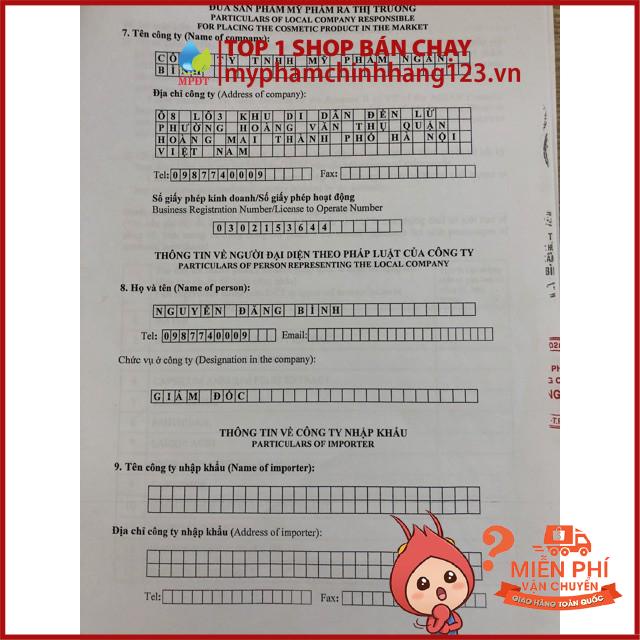 ĐƯA SẢN PHẨM MỸ PHẨM RA THỊ TRƯỜNG
PARTICULARS OF LOCAL COMPANY RESPONSIBLE
FOR PLACING THE COSMETIC PRODUCT IN THE MARKET
7. Tên công ty (Name of company):
TOP 1 SHOP BÁN CHẠY
myphamchinhhang123.vn
MPDT
CÔNG TY TNHH MỸ PHẨM NGÂN
BÌNH
Địa chỉ công ty (Address of company):
Ô8 LÔ3 KHU DI DÂN ĐỀN LỪ
PHƯỜNG HOÀNG VĂN THỤ QUẬN
HOÀNG MAI THÀNH PHỐ HÀ NỘI
VIỆT NAM
Tel: 0987740009 Fax:
Số giấy phép kinh doanh/Số giấy phép hoạt động
Business Registration Number/License to Operate Number
0302153644
THÔNG TIN VỀ NGƯỜI ĐẠI DIỆN THEO PHÁP LUẬT CỦA CÔNG TY
PARTICULARS OF PERSON REPRESENTING THE LOCAL COMPANY
8. Họ và tên (Name of person):
NGUYỄN ĐĂNG BÌNH
Tel: 0987740009 Email:
Chức vụ ở công ty (Designation in the company):
GIÁM ĐỐC
THÔNG TIN VỀ CÔNG TY NHẬP KHẨU
PARTICULARS OF IMPORTER
9. Tên công ty nhập khẩu (Name of importer):
Địa chỉ công ty nhập khẩu (Address of importer):
Tel: Fax:
MIỄN PHÍ
VẬN CHUYỂN
GIAO HÀNG TOÀN QUỐC